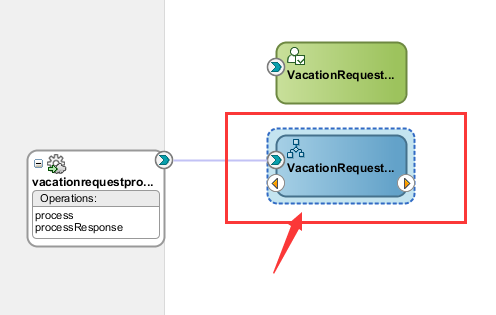 VacationRequest...
VacationRequest...
vacationrequestpro...
Operations:
process
processResponse